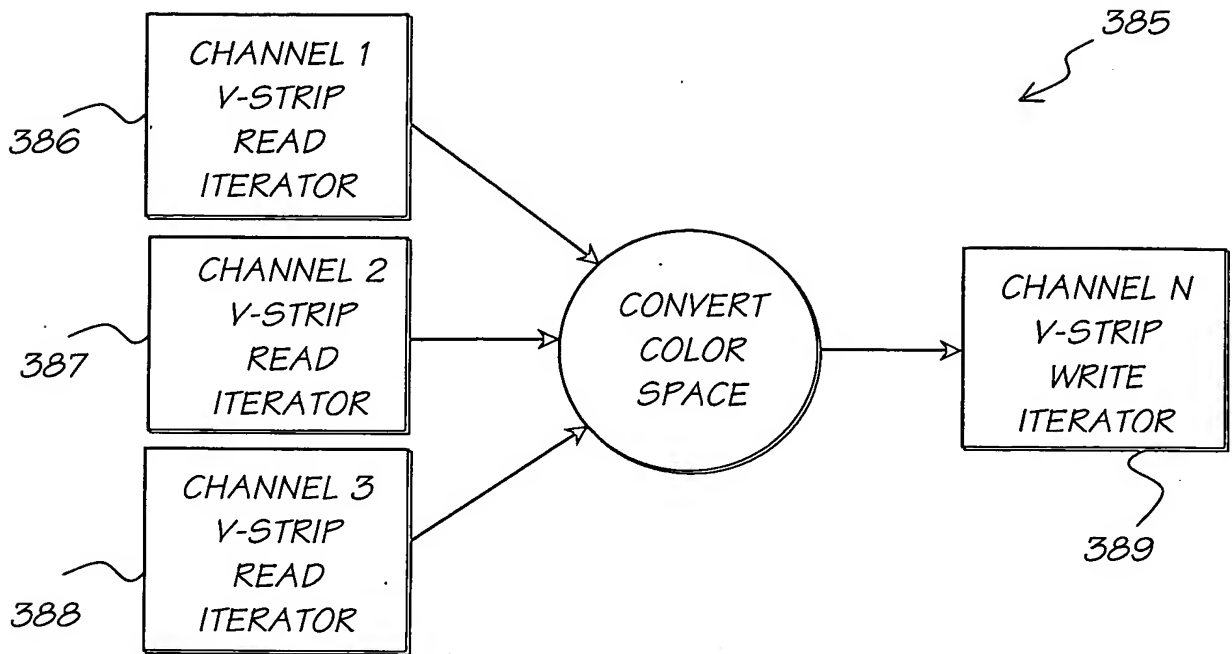 385
CHANNEL 1
V-STRIP
READ
ITERATOR
386
CHANNEL 2
V-STRIP
READ
ITERATOR
387
CONVERT
COLOR
SPACE
CHANNEL N
V-STRIP
WRITE
ITERATOR
389
CHANNEL 3
V-STRIP
READ
ITERATOR
388